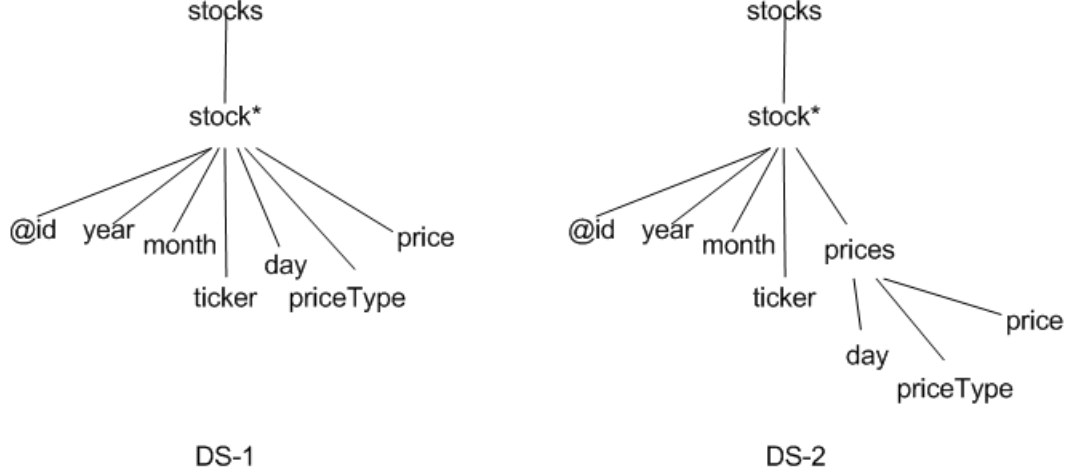 stocks
stock*
@id
year
month
ticker
day
priceType
price
DS-1
stocks
stock*
@id
year
month
ticker
prices
day
priceType
price
DS-2